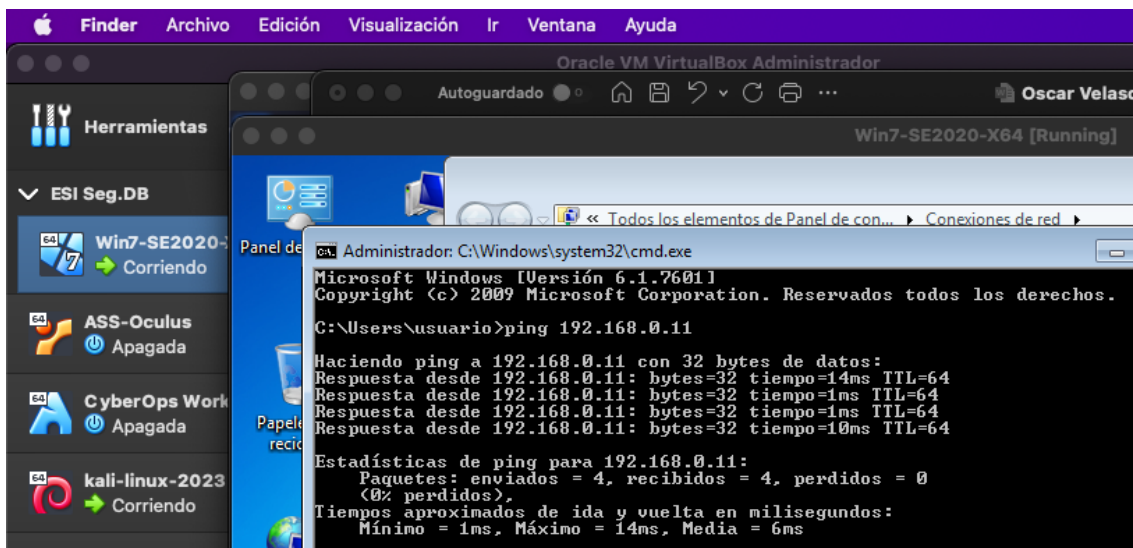 Finder Archivo Edición Visualización Ir Ventana Ayuda
Oracle VM VirtualBox Administrador
Autoguardado
Oscar Velasc
Herramientas
Win7-SE2020-X64 [Running]
ESI Seg.DB
« Todos los elementos de Panel de con... Conexiones de red
64 Win7-SE2020-
7 Corriendo
Panel de
Administrador: C:\Windows\system32\cmd.exe
Microsoft Windows [Versión 6.1.7601]
Copyright (c) 2009 Microsoft Corporation. Reservados todos los derechos.
C:\Users\usuario>ping 192.168.0.11
Haciendo ping a 192.168.0.11 con 32 bytes de datos:
Respuesta desde 192.168.0.11: bytes=32 tiempo=14ms TTL=64
Respuesta desde 192.168.0.11: bytes=32 tiempo=1ms TTL=64
Respuesta desde 192.168.0.11: bytes=32 tiempo=1ms TTL=64
Respuesta desde 192.168.0.11: bytes=32 tiempo=10ms TTL=64
Estadísticas de ping para 192.168.0.11:
Paquetes: enviados = 4, recibidos = 4, perdidos = 0
(0% perdidos),
Tiempos aproximados de ida y vuelta en milisegundos:
Mínimo = 1ms, Máximo = 14ms, Media = 6ms
64 ASS-Oculus
Apagada
64 CyberOps Work
Apagada
Papele
recic
64 kali-linux-2023
Corriendo